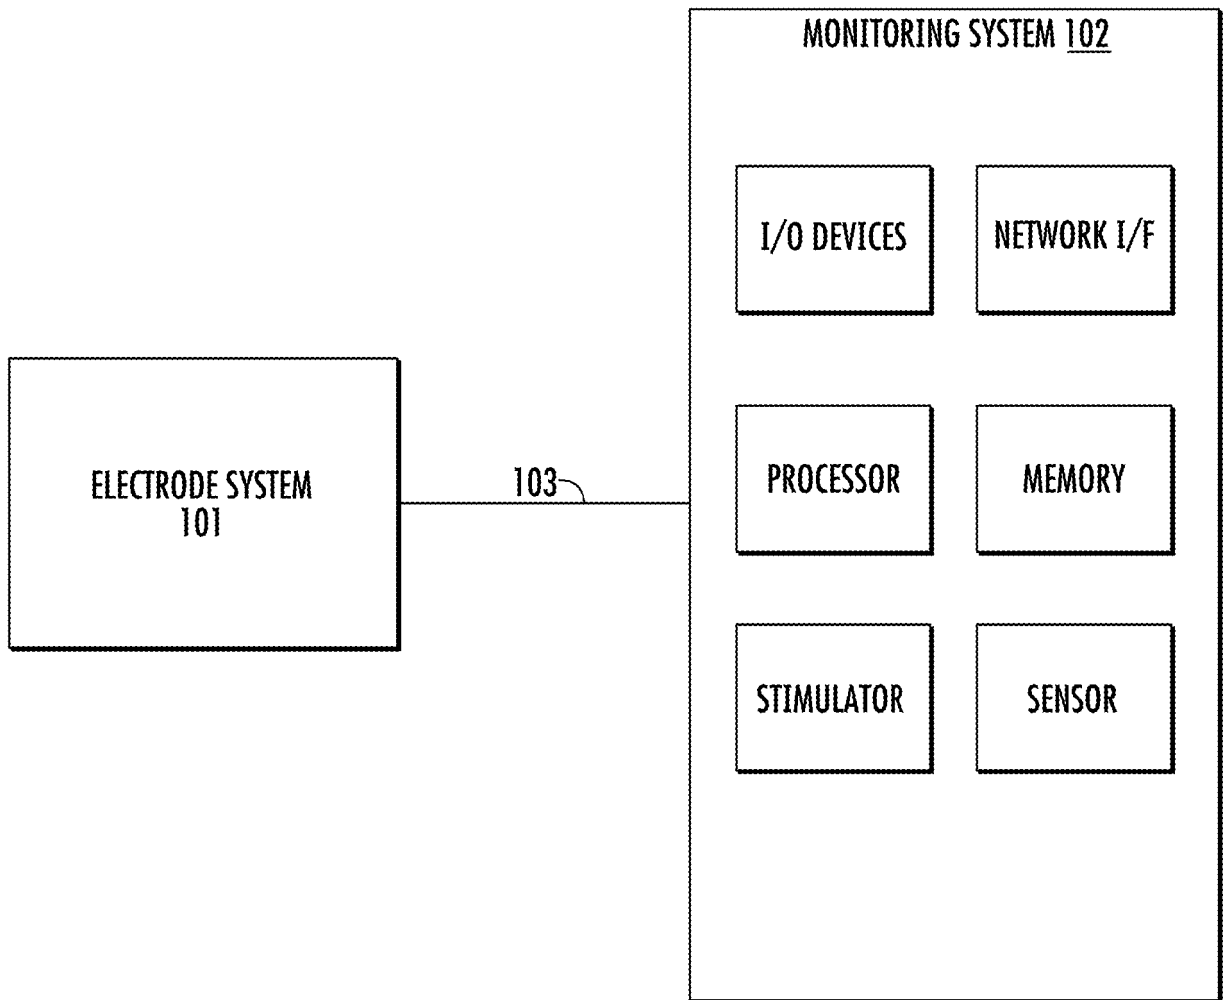 MONITORING SYSTEM 102
I/O DEVICES
NETWORK I/F
ELECTRODE SYSTEM
101
103
PROCESSOR
MEMORY
STIMULATOR
SENSOR